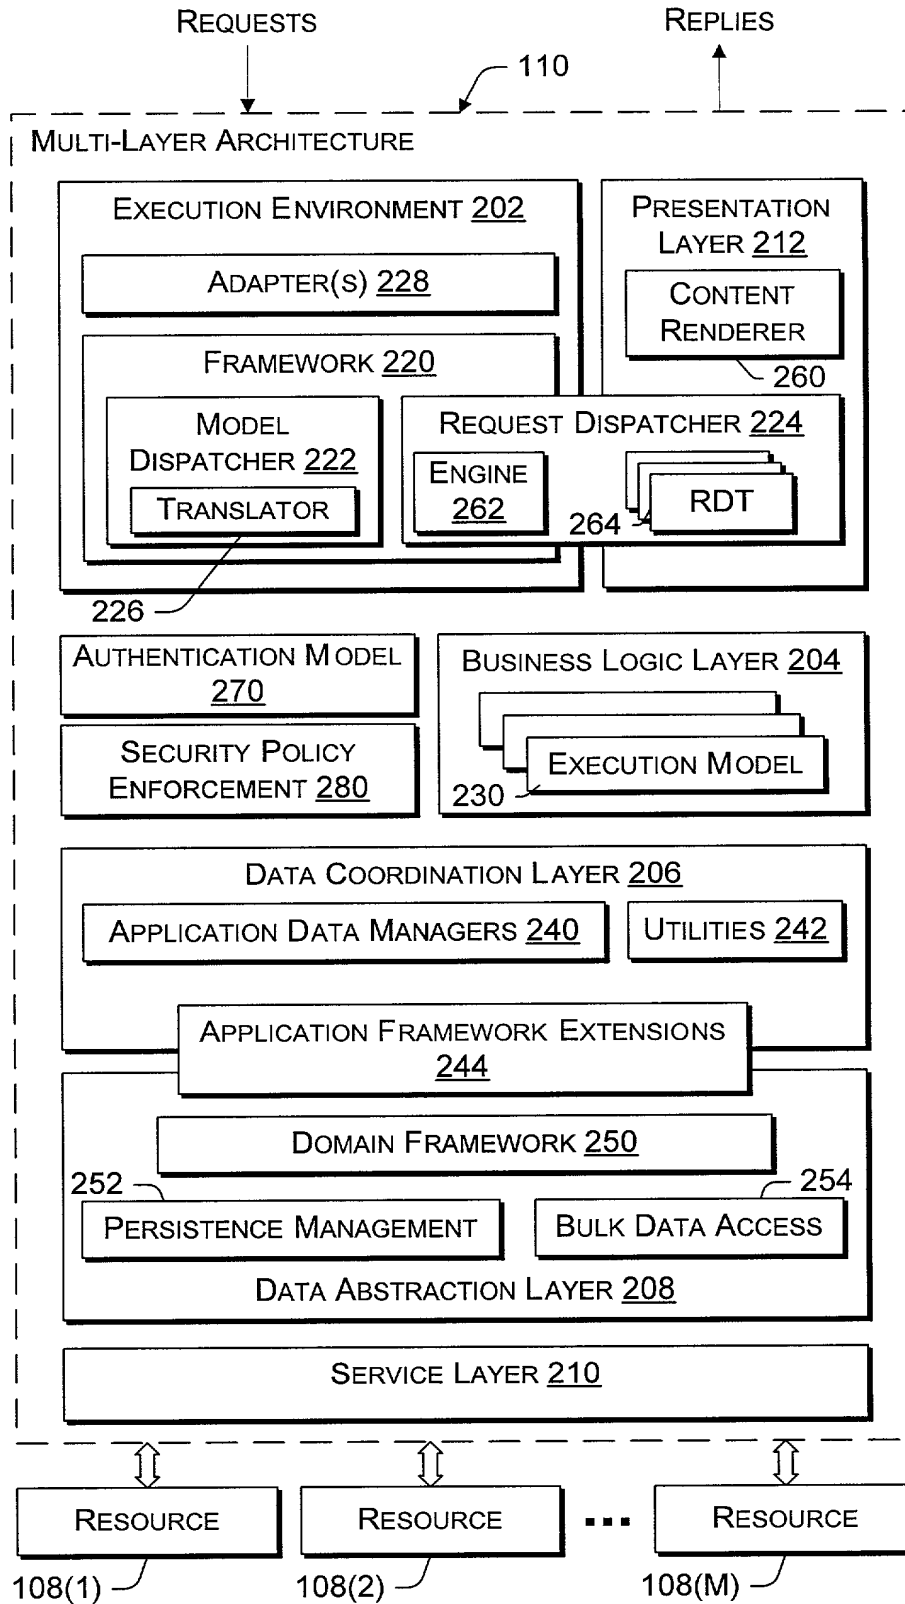 REQUESTS
REPLIES
110
MULTI-LAYER ARCHITECTURE
EXECUTION ENVIRONMENT 202
ADAPTER(S) 228
FRAMEWORK 220
MODEL
DISPATCHER 222
TRANSLATOR
226
PRESENTATION
LAYER 212
CONTENT
RENDERER
260
REQUEST DISPATCHER 224
ENGINE
262
264
RDT
AUTHENTICATION MODEL
270
SECURITY POLICY
ENFORCEMENT 280
BUSINESS LOGIC LAYER 204
EXECUTION MODEL
230
DATA COORDINATION LAYER 206
APPLICATION DATA MANAGERS 240
UTILITIES 242
APPLICATION FRAMEWORK EXTENSIONS
244
DOMAIN FRAMEWORK 250
252
254
PERSISTENCE MANAGEMENT
BULK DATA ACCESS
DATA ABSTRACTION LAYER 208
SERVICE LAYER 210
RESOURCE
RESOURCE
...
RESOURCE
108(1)
108(2)
108(M)